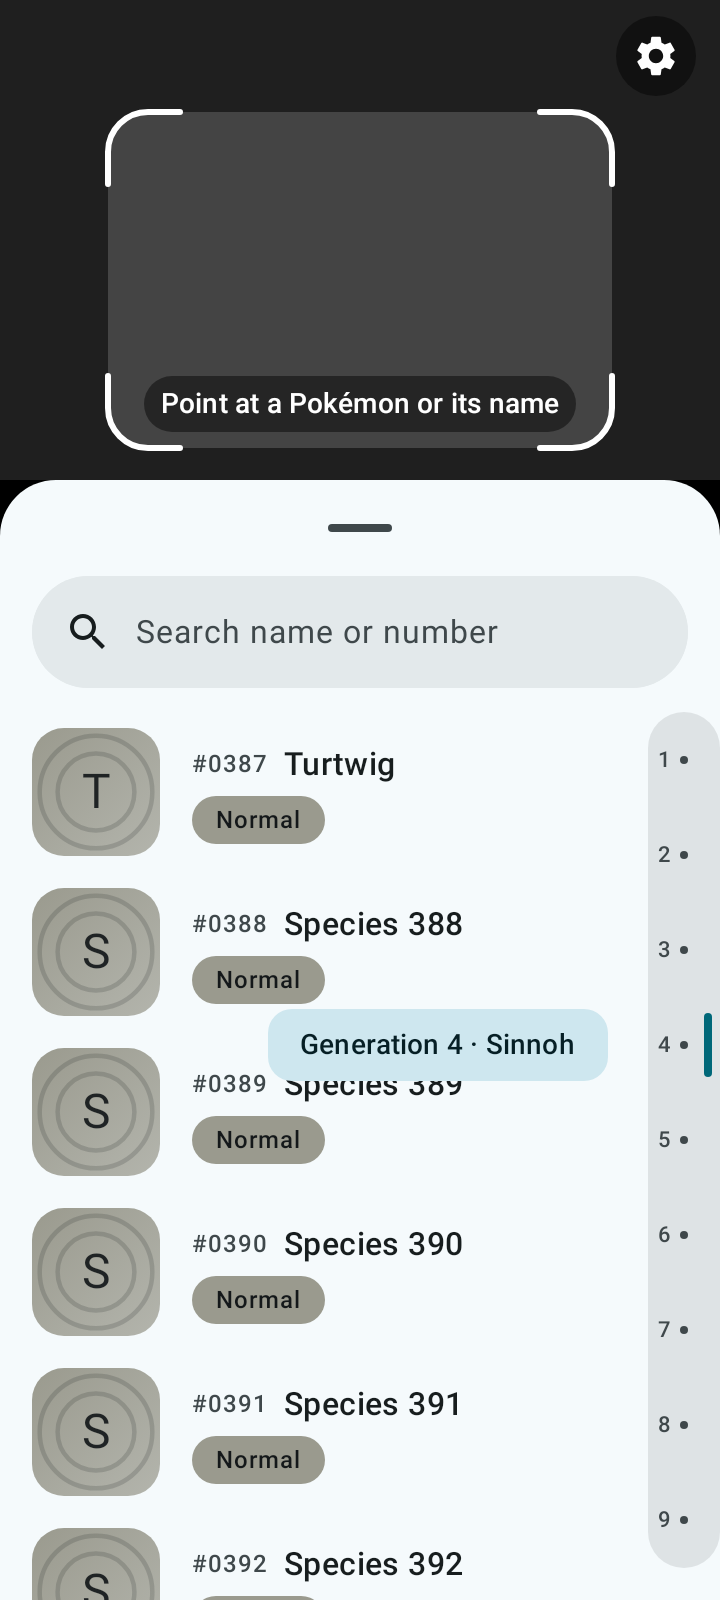 Point at a Pokémon or its name
Search name or number
T
#0387 Turtwig
Normal
S
#0388 Species 388
Normal
Generation 4 · Sinnoh
S
#0389 Species 389
Normal
S
#0390 Species 390
Normal
S
#0391 Species 391
Normal
S
#0392 Species 392
1
2
3
4
5
6
7
8
9